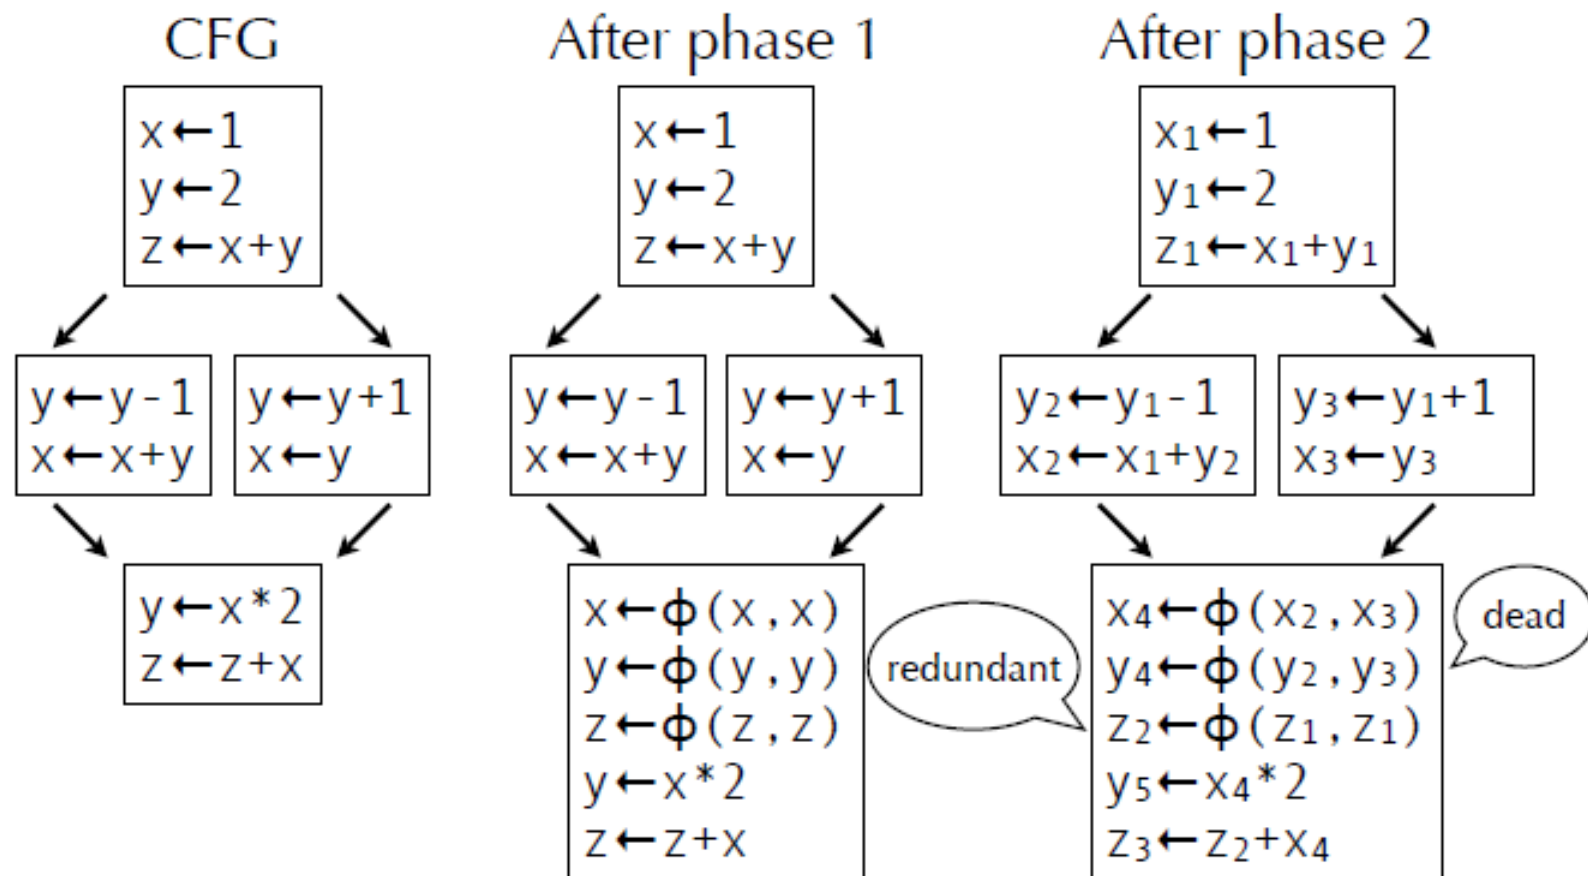 CFG
x←1
y←2
z←x+y
y←y-1
x←x+y
y←y+1
x←y
y←x*2
z←z+x
After phase 1
x←1
y←2
z←x+y
y←y-1
x←x+y
y←y+1
x←y
x←ϕ(x,x)
y←ϕ(y,y)
z←ϕ(z,z)
y←x*2
z←z+x
After phase 2
x₁←1
y₁←2
z₁←x₁+y₁
y₂←y₁-1
x₂←x₁+y₂
y₃←y₁+1
x₃←y₃
x₄←ϕ(x₂,x₃)
y₄←ϕ(y₂,y₃)
z₂←ϕ(z₁,z₁)
y₅←x₄*2
z₃←z₂+x₄
redundant
dead